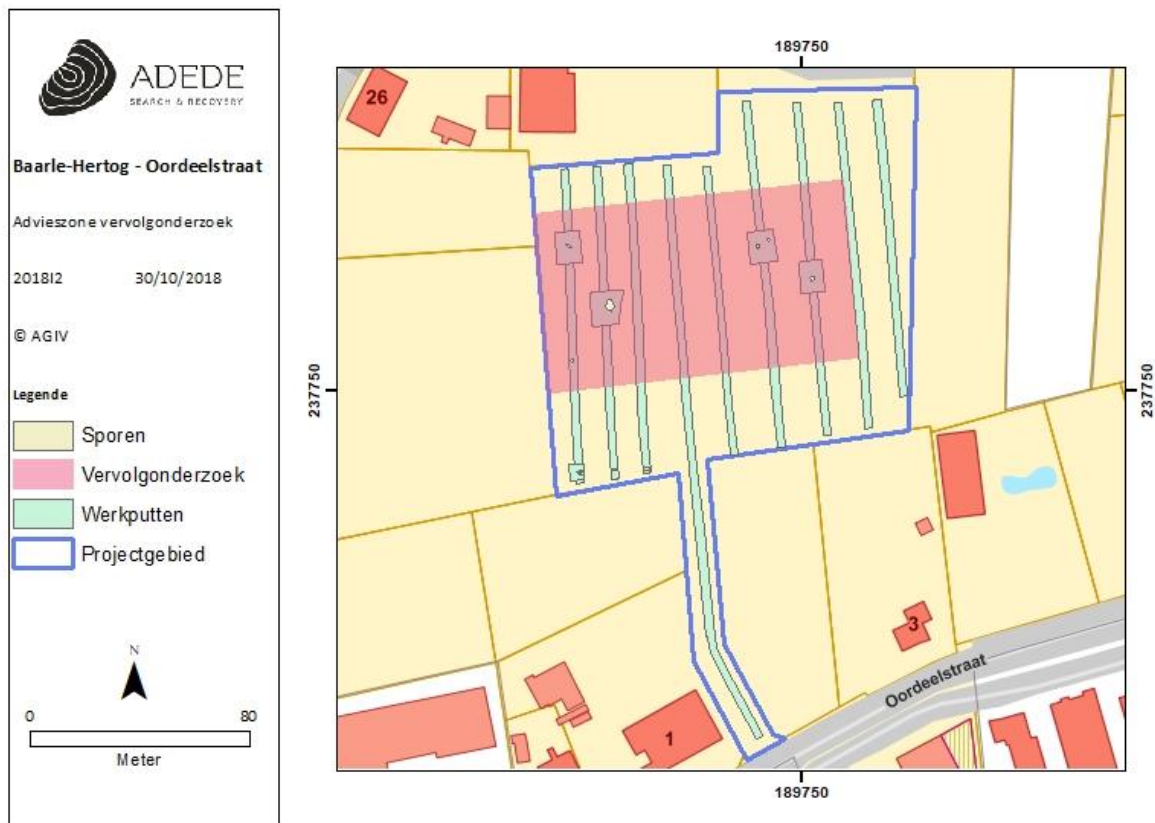 ADEDE
SEARCH & RECOVERY
Baarle-Hertog - Oordeelstraat
Advieszone vervolgonderzoek
2018I2 30/10/2018
© AGIV
Legende
Sporen
Vervolgonderzoek
Werkputten
Projectgebied
N
0 80
Meter
189750
26
237750
237750
3
Oordeelstraat
1
189750